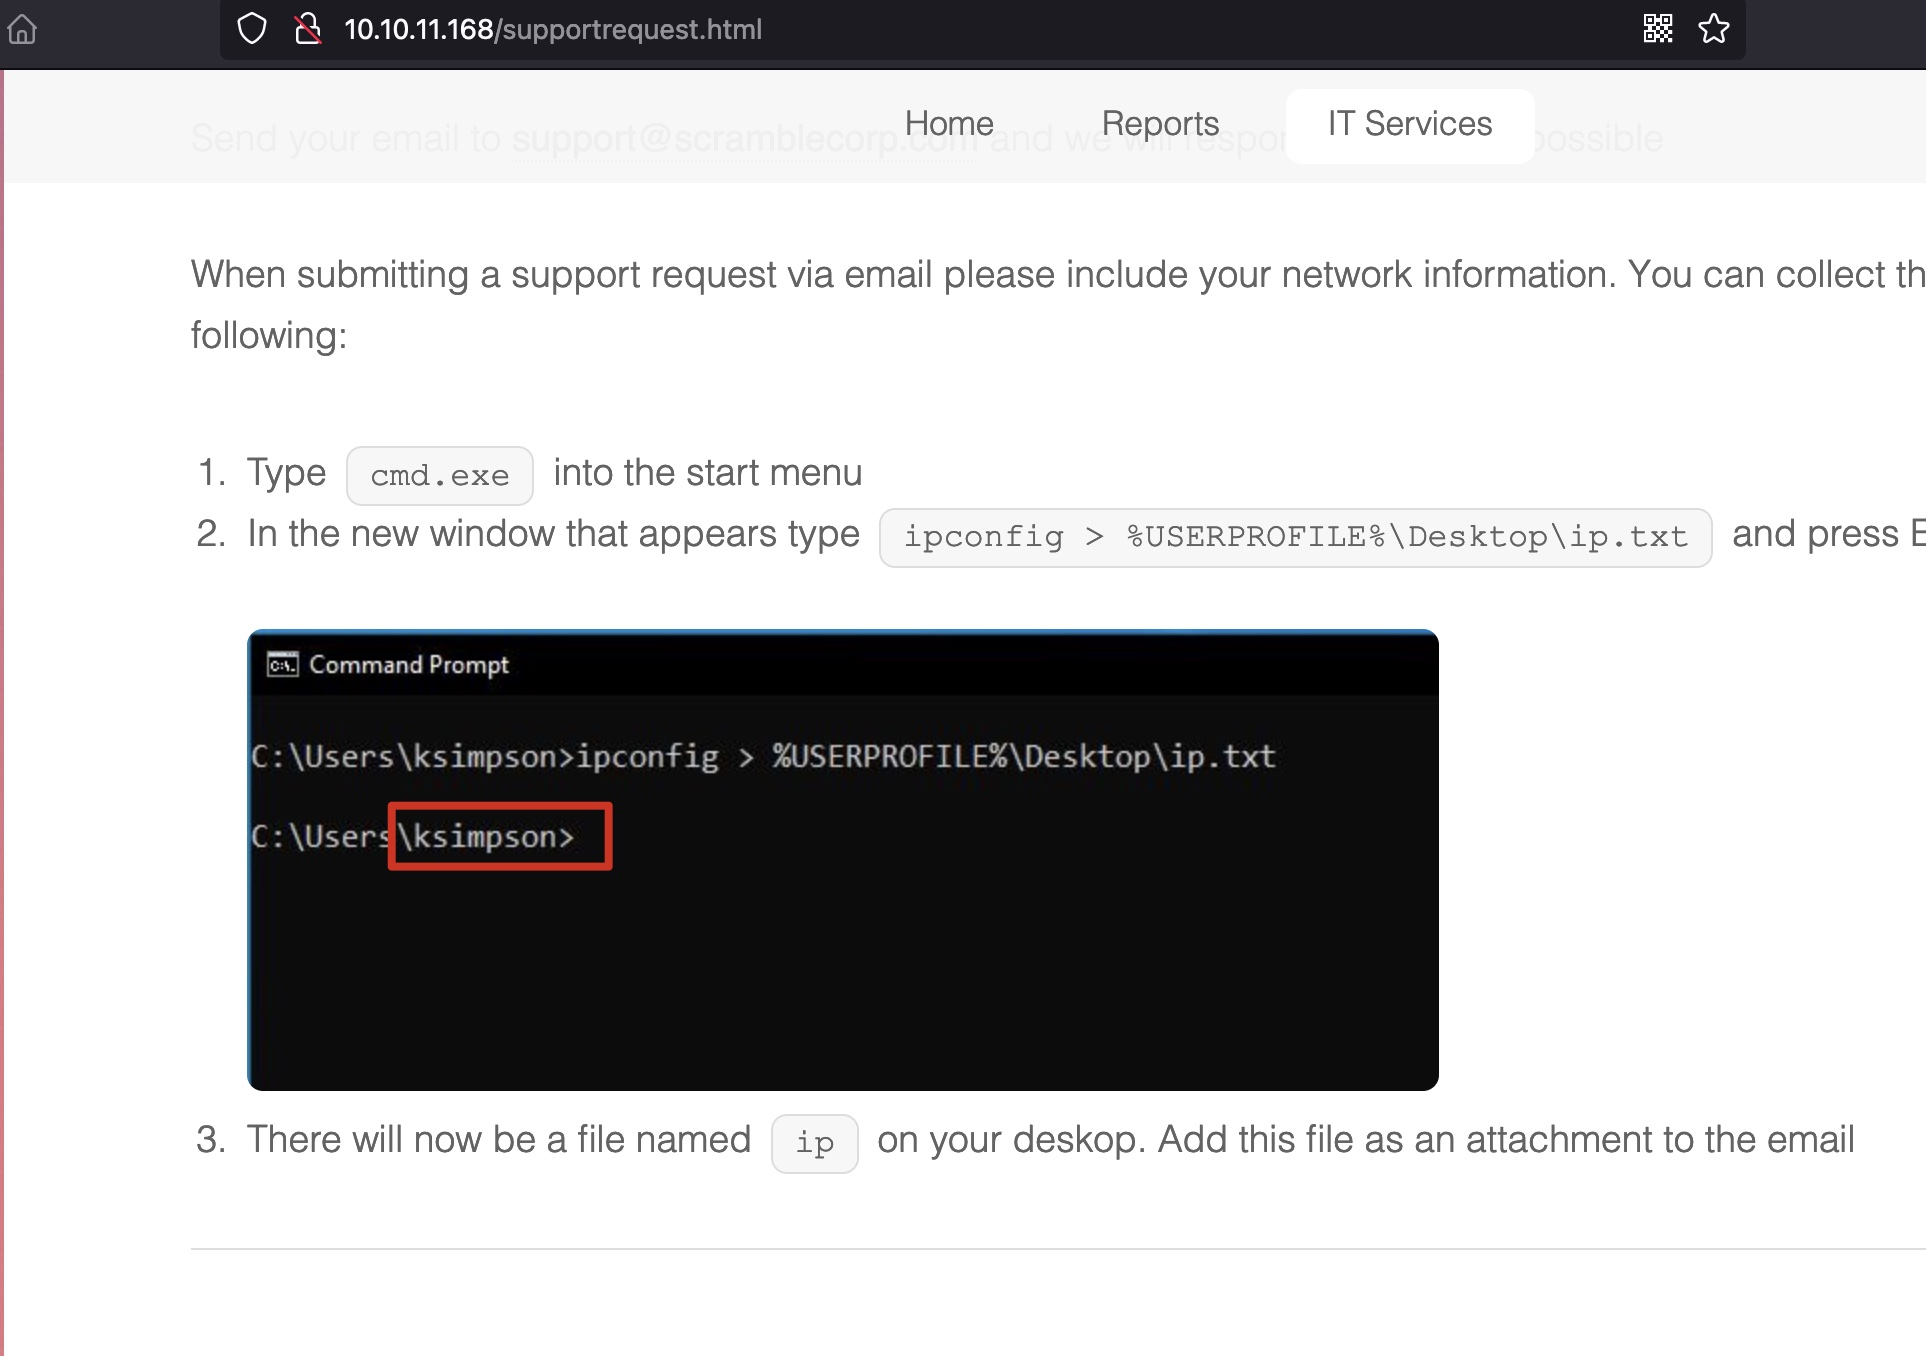 10.10.11.168/supportrequest.html
Home Reports IT Services
Send your email to support@scramblecorp.com and we will respo possible
When submitting a support request via email please include your network information. You can collect th
following:
1. Type cmd.exe into the start menu
2. In the new window that appears type ipconfig > %USERPROFILE%\Desktop\ip.txt and press E
C:\. Command Prompt
C:\Users\ksimpson>ipconfig > %USERPROFILE%\Desktop\ip.txt
C:\Users\ksimpson>
3. There will now be a file named ip on your deskop. Add this file as an attachment to the email